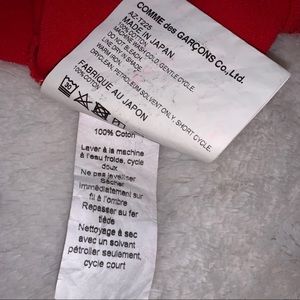 COMME des GARÇONS Co., Ltd.
AZ-T225
MADE IN JAPAN
100% COTTON
MACHINE WASH COLD, GENTLE CYCLE.
DO NOT BLEACH.
LINE DRY IN SHADE
DRYCLEAN, PETROLEUM SOLVENT ONLY, SHORT CYCLE.
FABRIQUE AU JAPON
100% Coton
Laver à la machine
à l'eau froide, cycle
doux
Ne pas javelliser
Sécher
immédiatement sur
fil à l'ombre
Repasser au fer
tiède
Nettoyage à sec
avec un solvant
pétrolier seulement,
cycle court